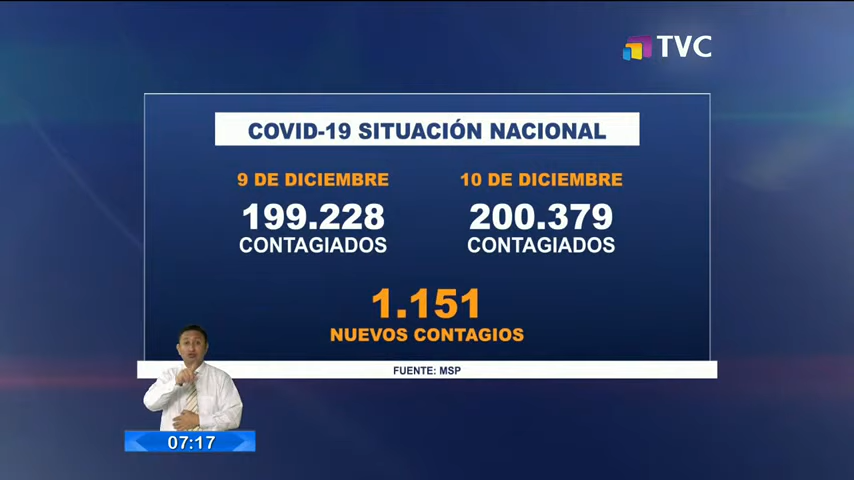 TVC
COVID-19 SITUACIÓN NACIONAL
9 DE DICIEMBRE
10 DE DICIEMBRE
199.228
200.379
CONTAGIADOS
CONTAGIADOS
1.151
NUEVOS CONTAGIOS
FUENTE: MSP
07:17